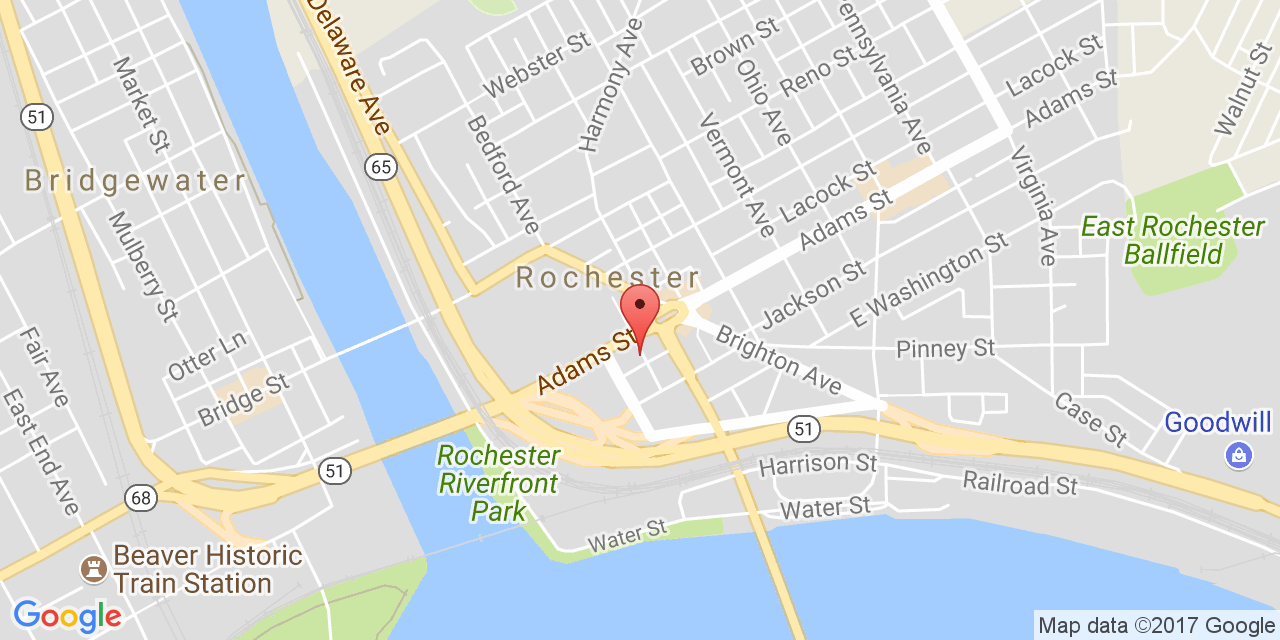 Delaware Ave
Webster St
Harmony Ave
Brown St
Ohio Ave
Reno St
Pennsylvania Ave
Lacock St
Adams St
Walnut St
51
Market St
65
Bedford Ave
Vermont Ave
Bridgewater
Lacock St
Adams St
Virginia Ave
East Rochester
Ballfield
Mulberry St
Rochester
Jackson St
E Washington St
Fair Ave
Otter Ln
Bridge St
Adams St
Brighton Ave
Pinney St
East End Ave
Case St
Goodwill
51
51
68
Rochester
Riverfront
Park
Harrison St
Railroad St
Water St
Water St
Beaver Historic
Train Station
Google
Map data ©2017 Google